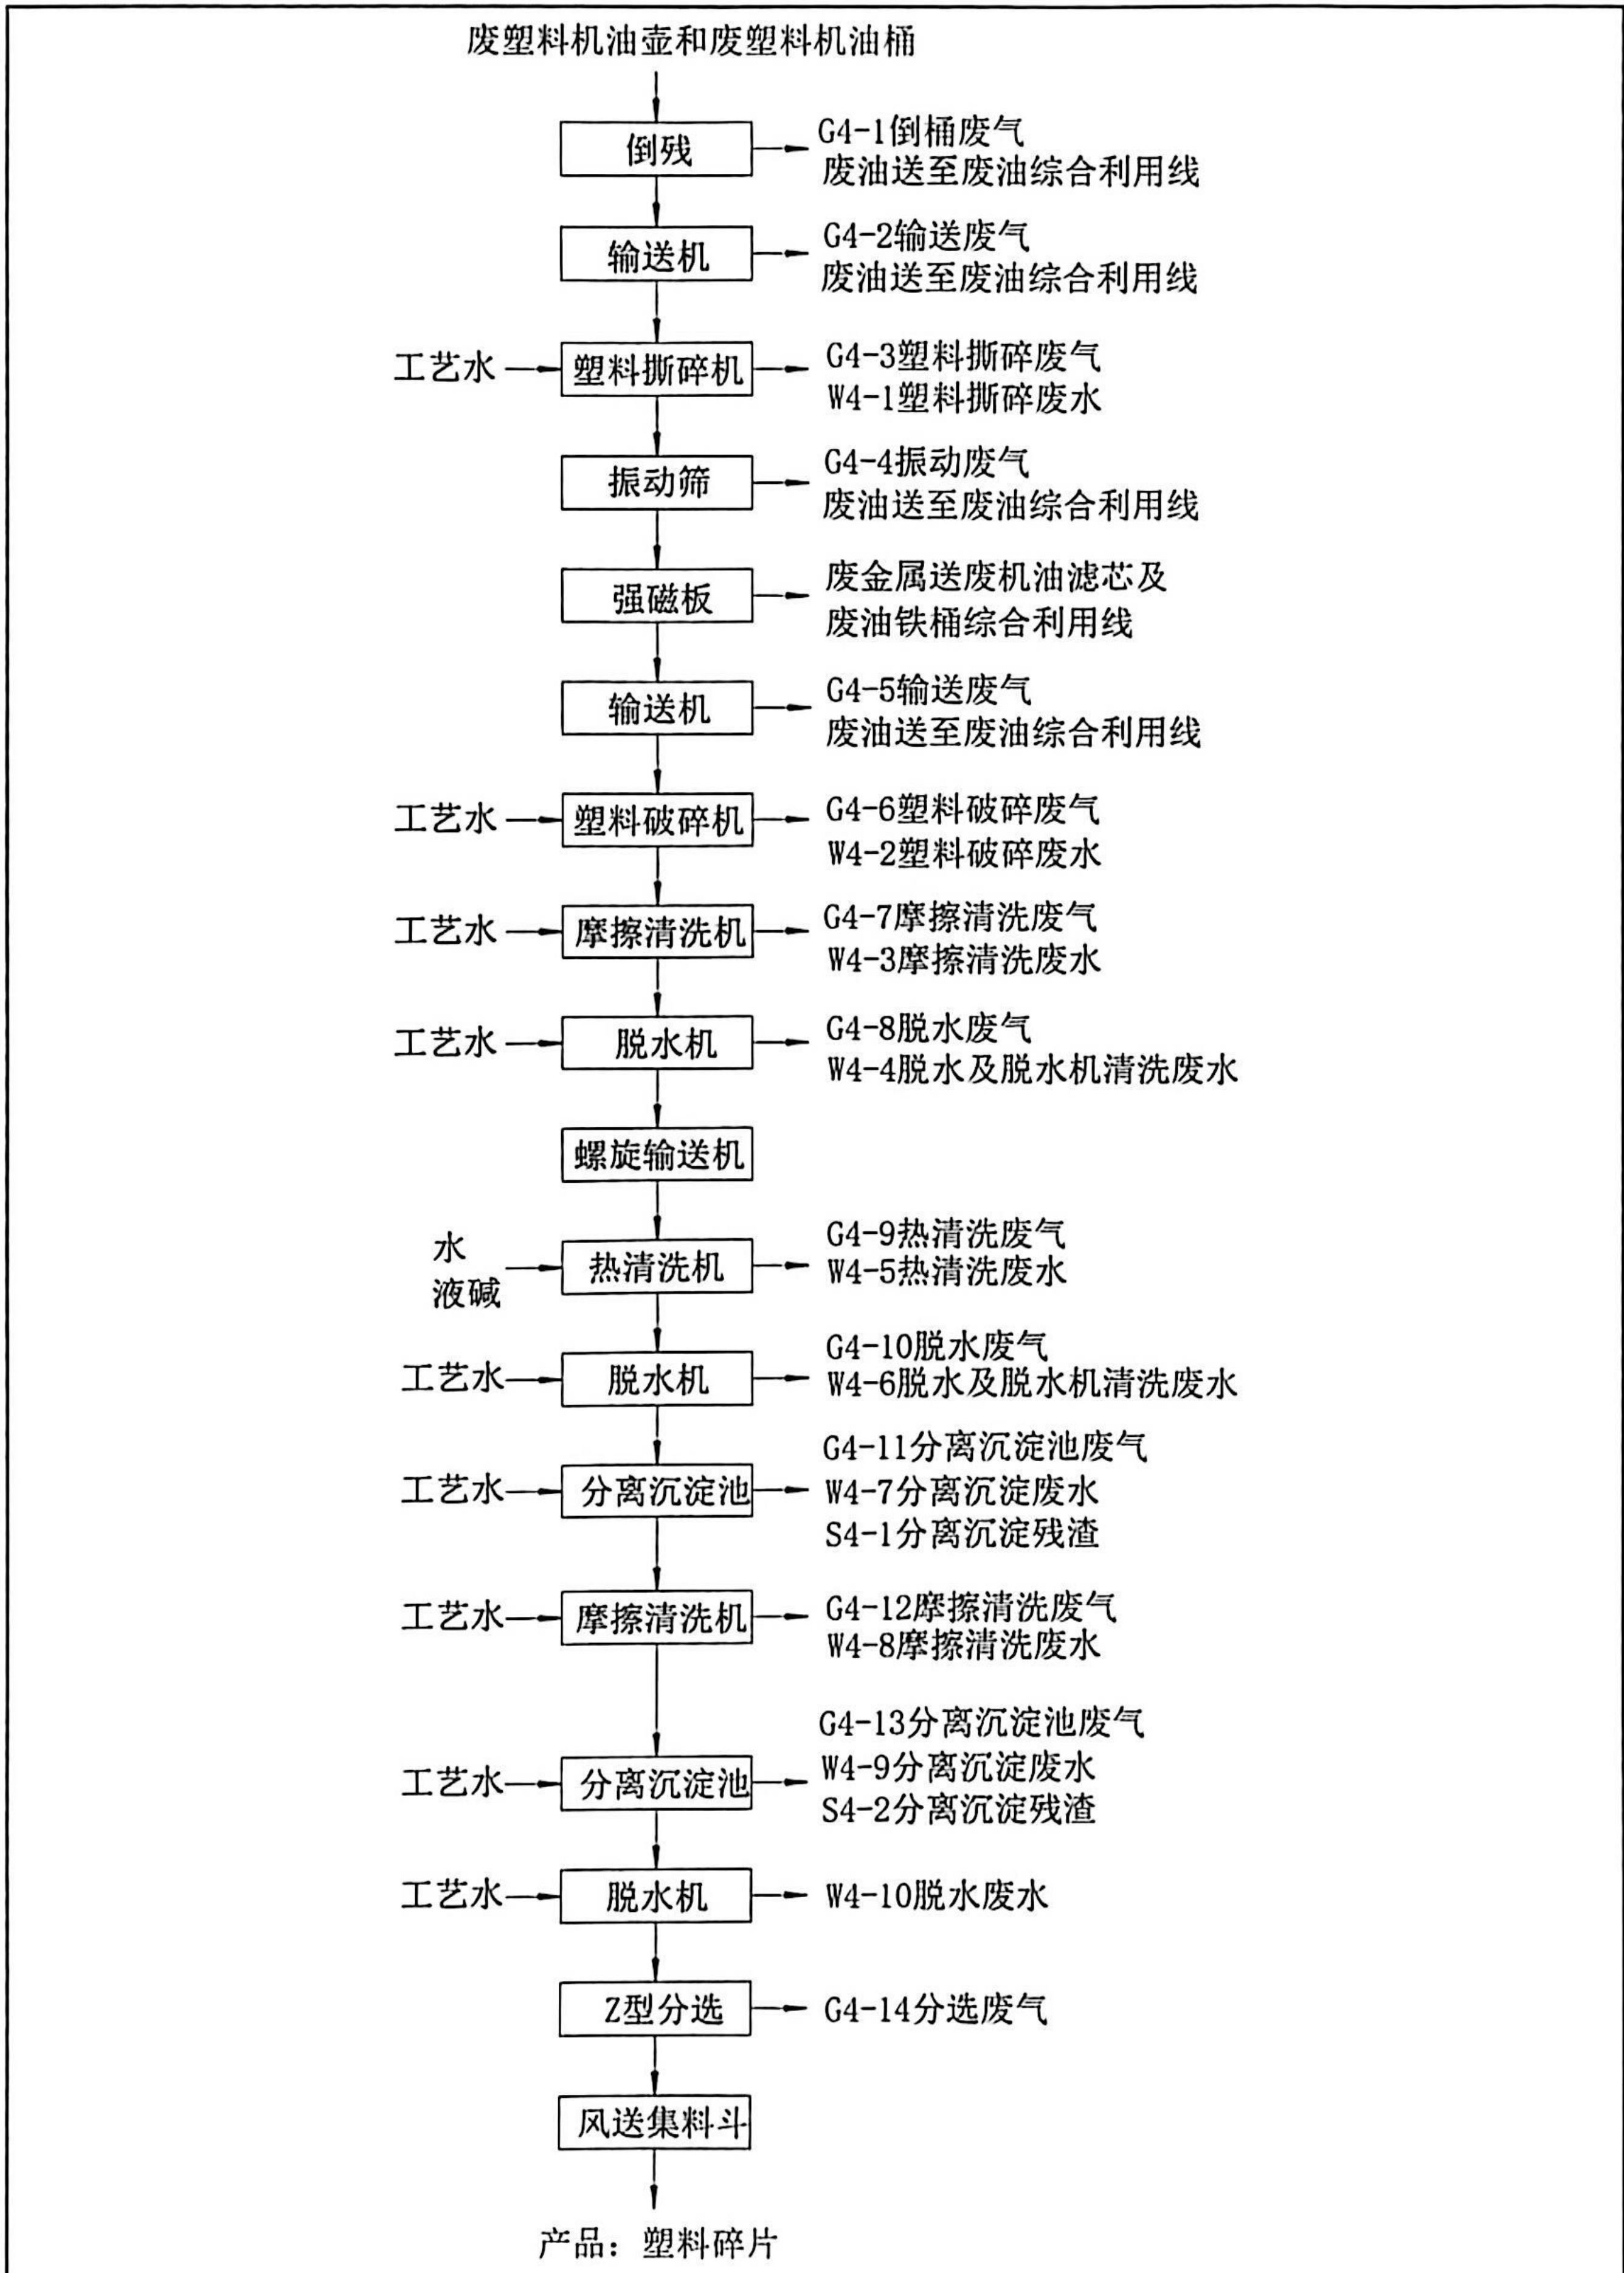 废塑料机油壶和废塑料机油桶
倒残
G4-1倒桶废气
废油送至废油综合利用线
输送机
G4-2输送废气
废油送至废油综合利用线
工艺水
塑料撕碎机
G4-3塑料撕碎废气
W4-1塑料撕碎废水
振动筛
G4-4振动废气
废油送至废油综合利用线
强磁板
废金属送废机油滤芯及
废油铁桶综合利用线
输送机
G4-5输送废气
废油送至废油综合利用线
工艺水
塑料破碎机
G4-6塑料破碎废气
W4-2塑料破碎废水
工艺水
摩擦清洗机
G4-7摩擦清洗废气
W4-3摩擦清洗废水
工艺水
脱水机
G4-8脱水废气
W4-4脱水及脱水机清洗废水
螺旋输送机
水
液碱
热清洗机
G4-9热清洗废气
W4-5热清洗废水
工艺水
脱水机
G4-10脱水废气
W4-6脱水及脱水机清洗废水
工艺水
分离沉淀池
G4-11分离沉淀池废气
W4-7分离沉淀废水
S4-1分离沉淀残渣
工艺水
摩擦清洗机
G4-12摩擦清洗废气
W4-8摩擦清洗废水
工艺水
分离沉淀池
G4-13分离沉淀池废气
W4-9分离沉淀废水
S4-2分离沉淀残渣
工艺水
脱水机
W4-10脱水废水
Z型分选
G4-14分选废气
风送集料斗
产品：塑料碎片